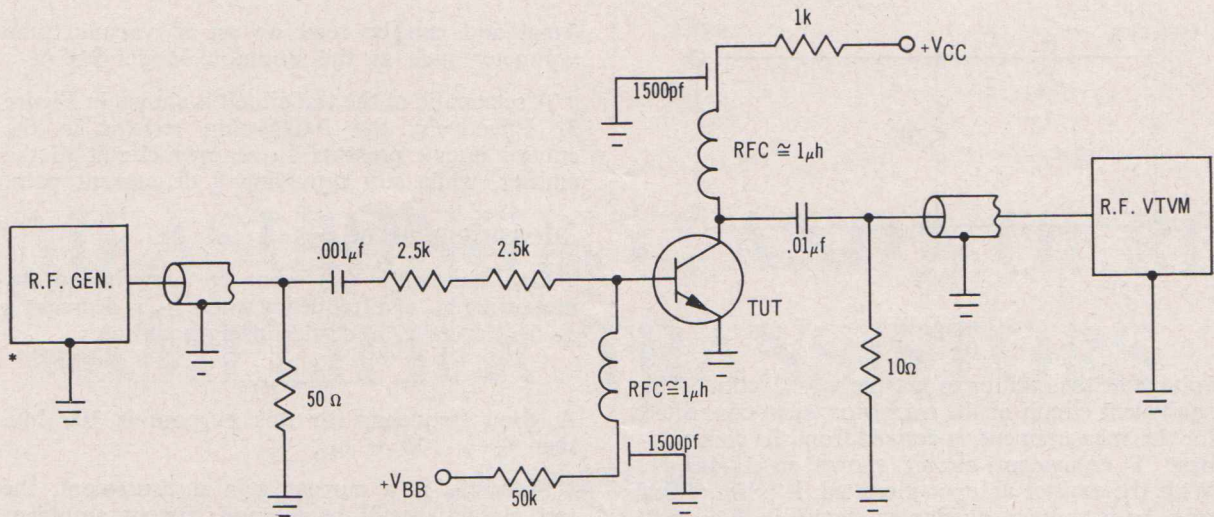 1k
+VCC
1500pf
RFC ≅ 1μh
R.F. VTVM
.01μf
.001μf
2.5k
2.5k
R.F. GEN.
*
TUT
10Ω
50 Ω
RFC ≅ 1μh
1500pf
+VBB
50k